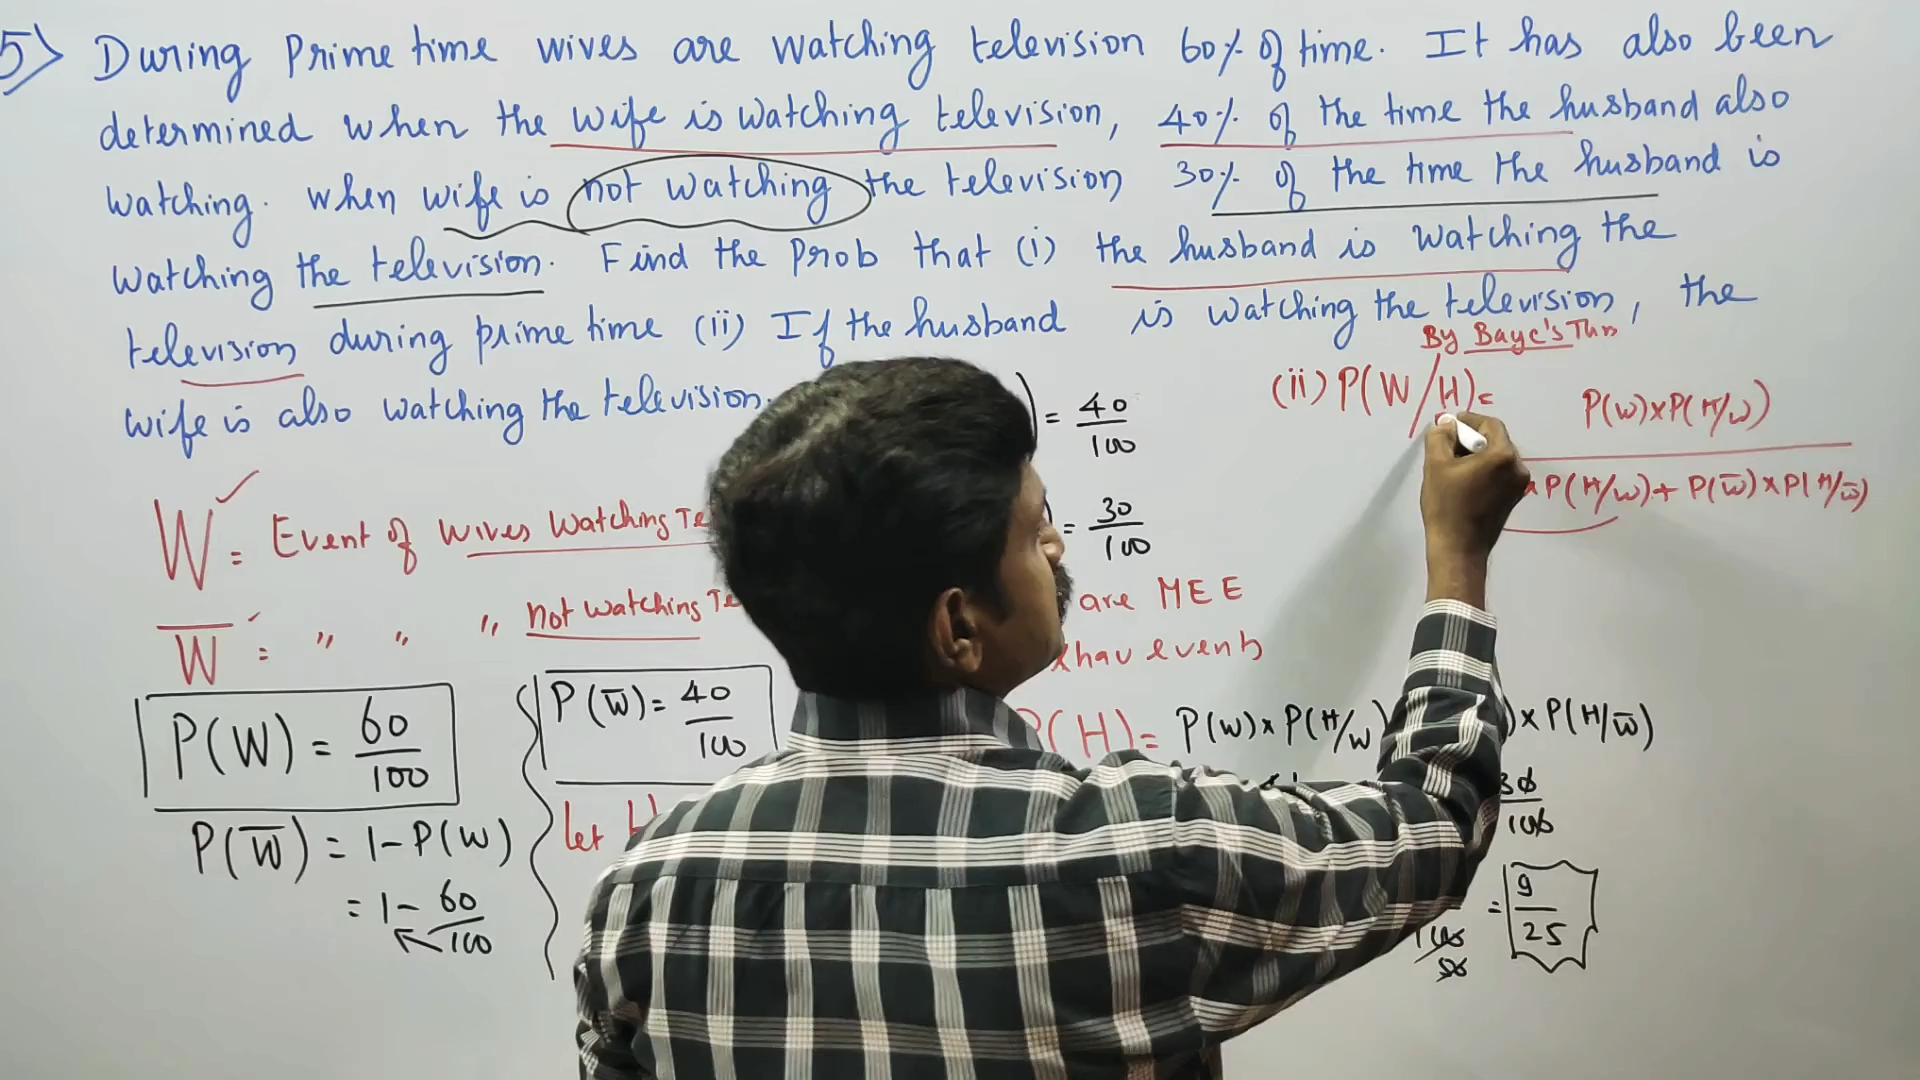 5) During Prime time wives are watching television 60% of time. It has also been
determined when the wife is watching television, 40% of the time the husband also
watching. when wife is not watching the television 30% of the time the husband is
watching the television. Find the Prob that (i) the husband is watching the
television during prime time (ii) If the husband is watching the television, the
wife is also watching the television.
W = Event of wives watching Te
W̅ = " " " not watching Te
P(W) = 60/100
P(W̅) = 1-P(W)
= 1- 60/100
P(W̅) = 40/100
let H
) = 40/100
) = 30/100
are MEE
xhau events
P(H) = P(W)×P(H/W) )×P(H/W̅)
30/100
100
50
= 9/25
By Baye's Thm
(ii) P(W/H) = P(W)×P(H/W)
×P(H/W)+ P(W̅)×P(H/W̅)